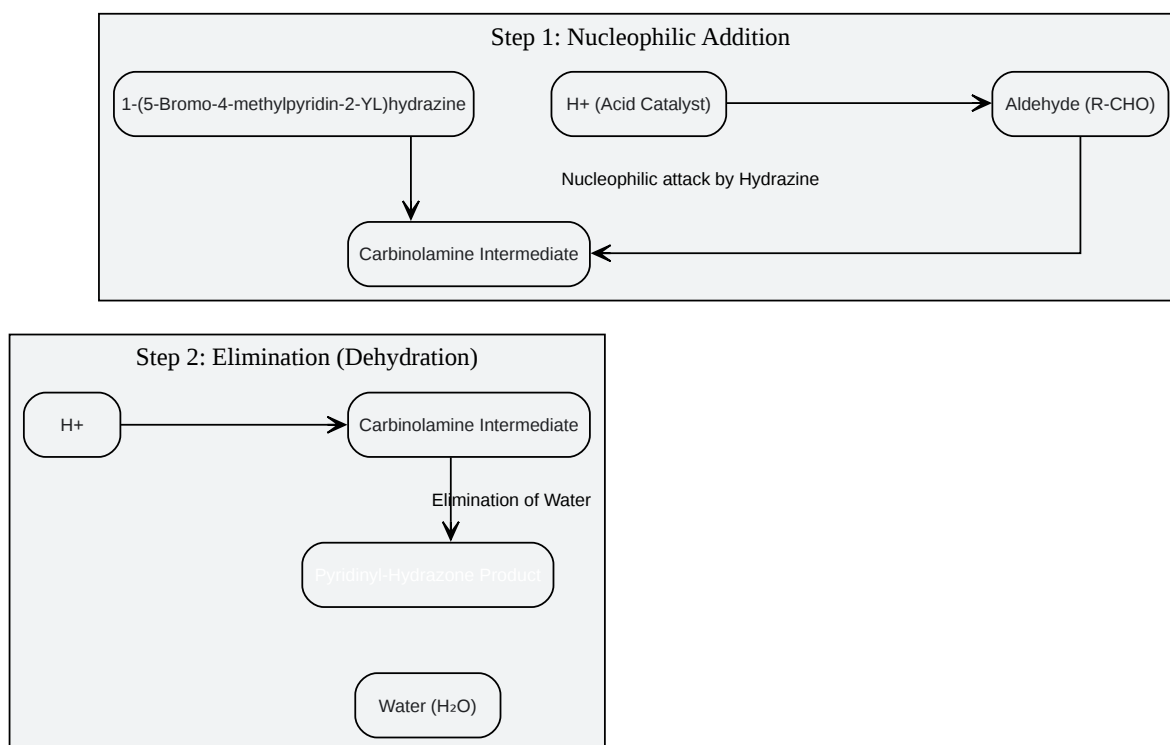 Step 1: Nucleophilic Addition
1-(5-Bromo-4-methylpyridin-2-YL)hydrazine
H+ (Acid Catalyst)
Aldehyde (R-CHO)
Nucleophilic attack by Hydrazine
Carbinolamine Intermediate
Step 2: Elimination (Dehydration)
H+
Carbinolamine Intermediate
Elimination of Water
Pyridinyl-Hydrazone Product
Water (H₂O)